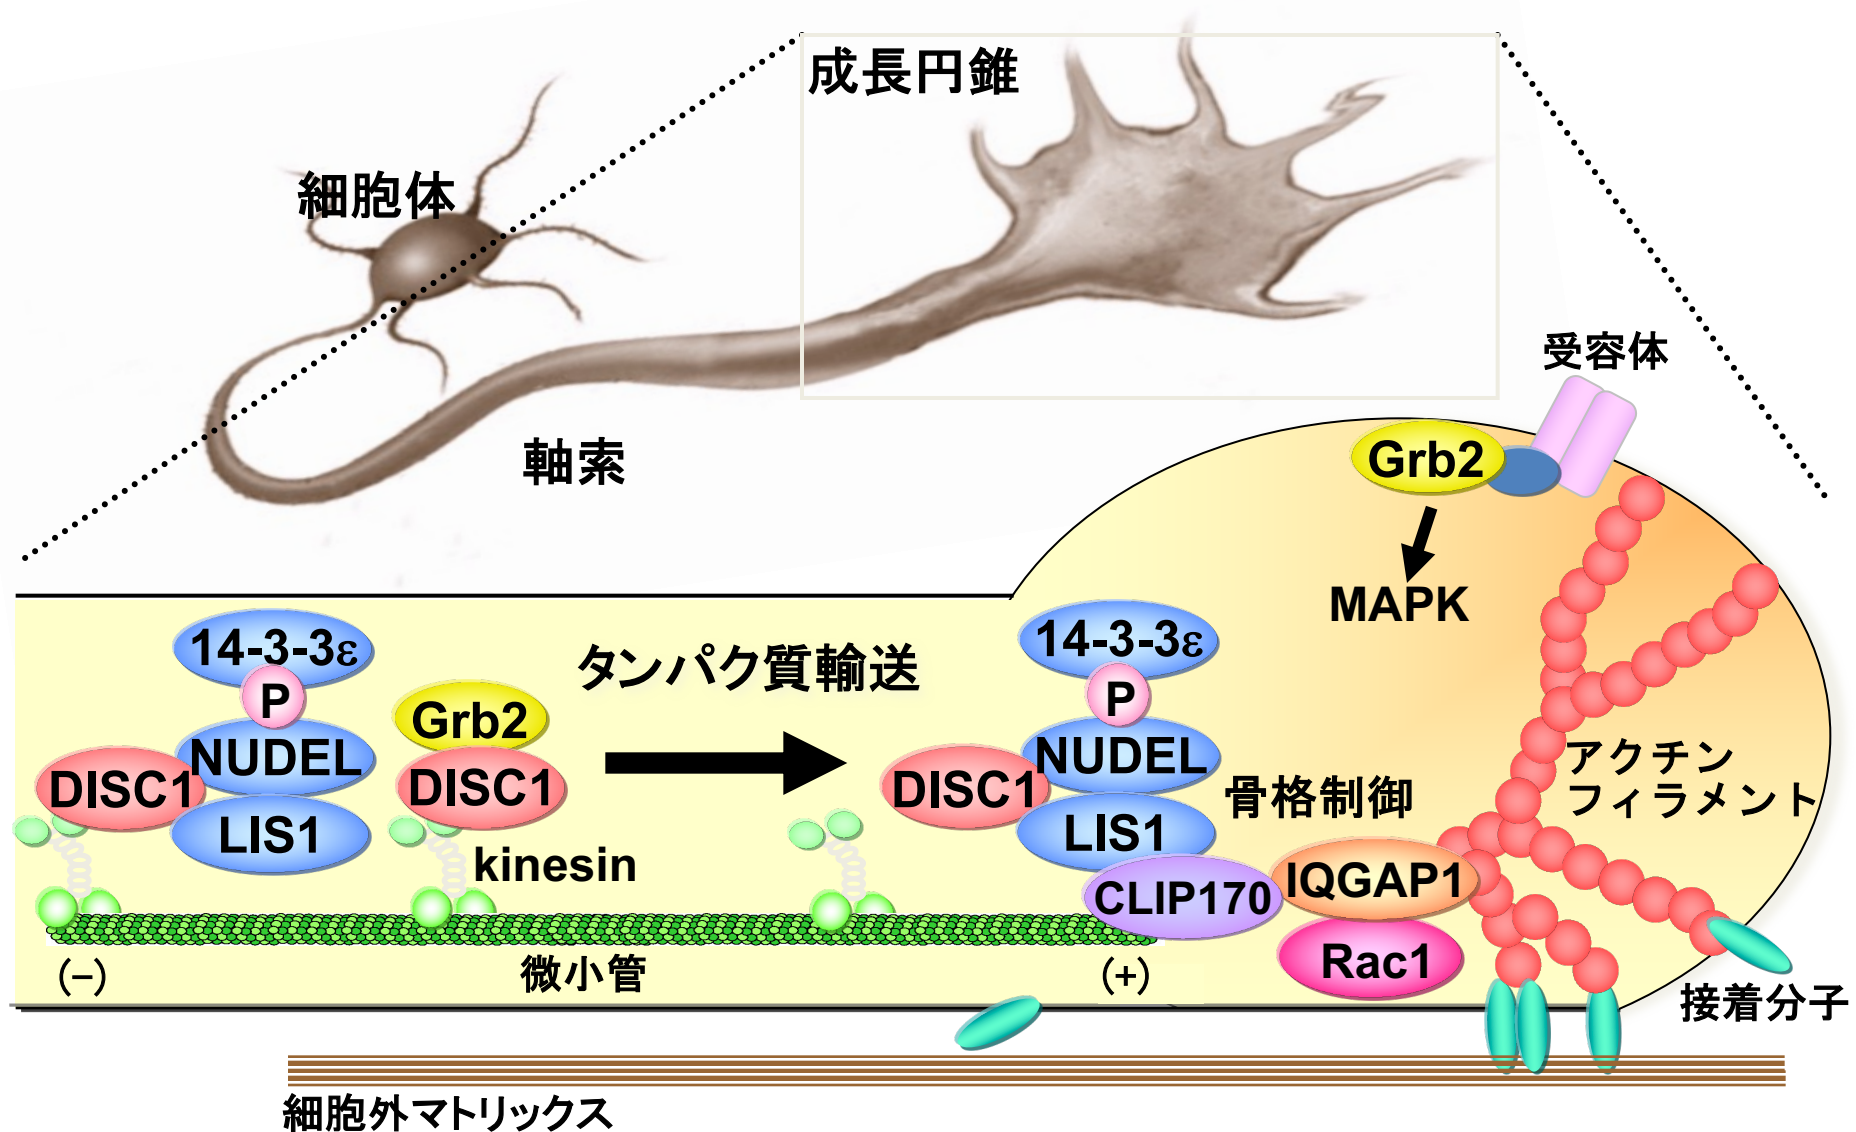 成長円錐
細胞体
軸索
受容体
Grb2
MAPK
14-3-3ε
P
NUDEL
DISC1
LIS1
Grb2
DISC1
kinesin
タンパク質輸送
14-3-3ε
P
NUDEL
DISC1
LIS1
CLIP170
骨格制御
IQGAP1
Rac1
アクチン
フィラメント
(−)
微小管
(+)
接着分子
細胞外マトリックス